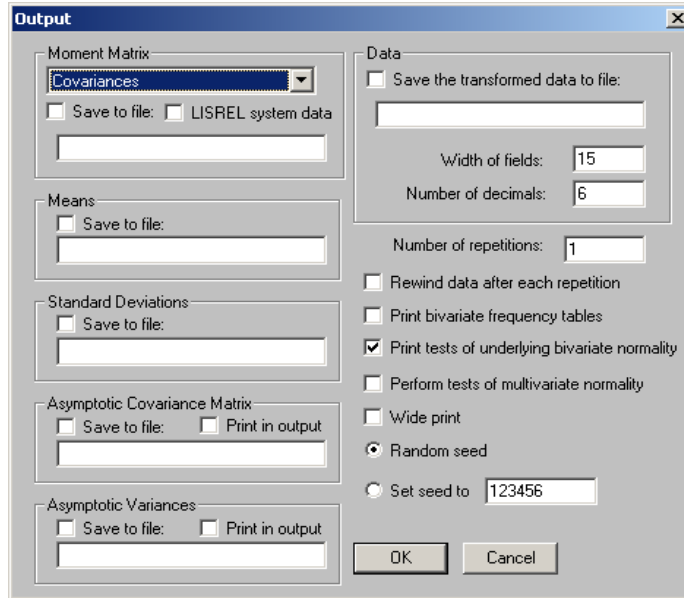 Output
Moment Matrix
Covariances
Save to file: LISREL system data
Means
Save to file:
Standard Deviations
Save to file:
Asymptotic Covariance Matrix
Save to file: Print in output
Asymptotic Variances
Save to file: Print in output
Data
Save the transformed data to file:
Width of fields: 15
Number of decimals: 6
Number of repetitions: 1
Rewind data after each repetition
Print bivariate frequency tables
Print tests of underlying bivariate normality
Perform tests of multivariate normality
Wide print
Random seed
Set seed to 123456
OK Cancel